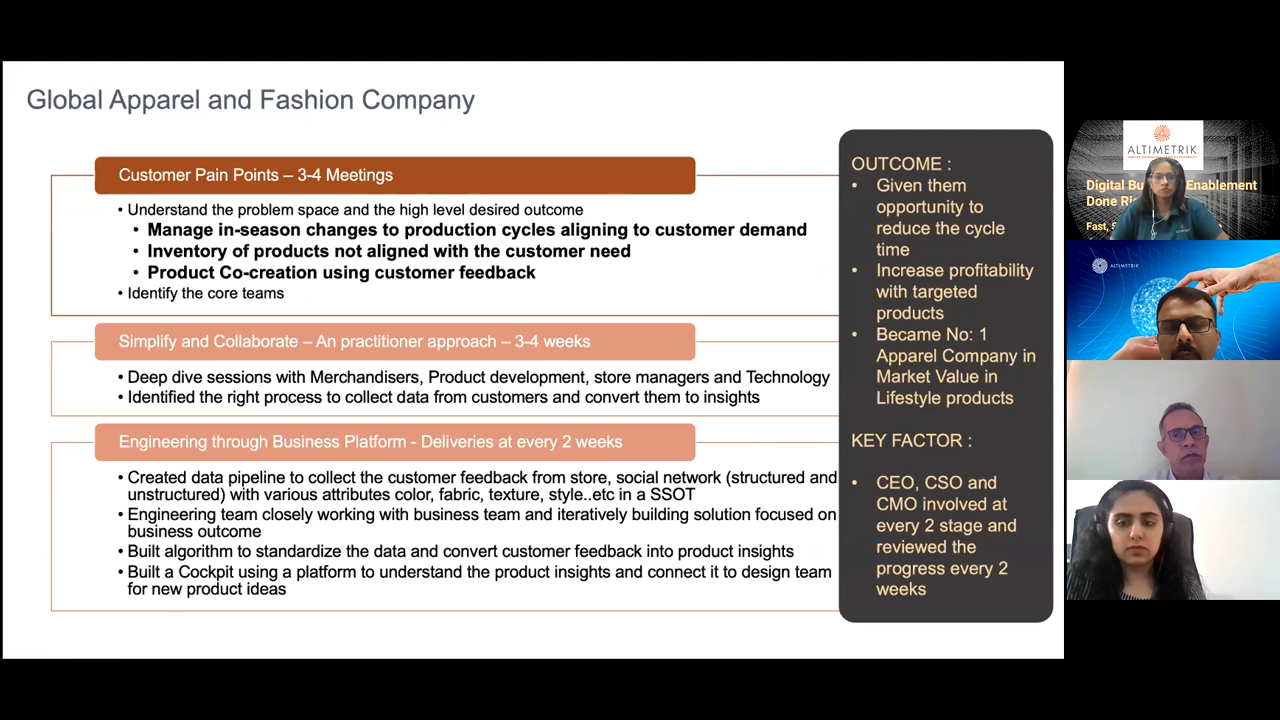 Global Apparel and Fashion Company
Customer Pain Points – 3-4 Meetings
• Understand the problem space and the high level desired outcome
• Manage in-season changes to production cycles aligning to customer demand
• Inventory of products not aligned with the customer need
• Product Co-creation using customer feedback
• Identify the core teams
Simplify and Collaborate – An practitioner approach – 3-4 weeks
• Deep dive sessions with Merchandisers, Product development, store managers and Technology
• Identified the right process to collect data from customers and convert them to insights
Engineering through Business Platform - Deliveries at every 2 weeks
• Created data pipeline to collect the customer feedback from store, social network (structured and
unstructured) with various attributes color, fabric, texture, style..etc in a SSOT
• Engineering team closely working with business team and iteratively building solution focused on
business outcome
• Built algorithm to standardize the data and convert customer feedback into product insights
• Built a Cockpit using a platform to understand the product insights and connect it to design team
for new product ideas
OUTCOME :
• Given them
opportunity to
reduce the cycle
time
• Increase profitability
with targeted
products
• Became No: 1
Apparel Company in
Market Value in
Lifestyle products
KEY FACTOR :
• CEO, CSO and
CMO involved at
every 2 stage and
reviewed the
progress every 2
weeks
ALTIMETRIK
Digital Bu Enablement
Done Ri
Fast, S
ALTIMETRIK